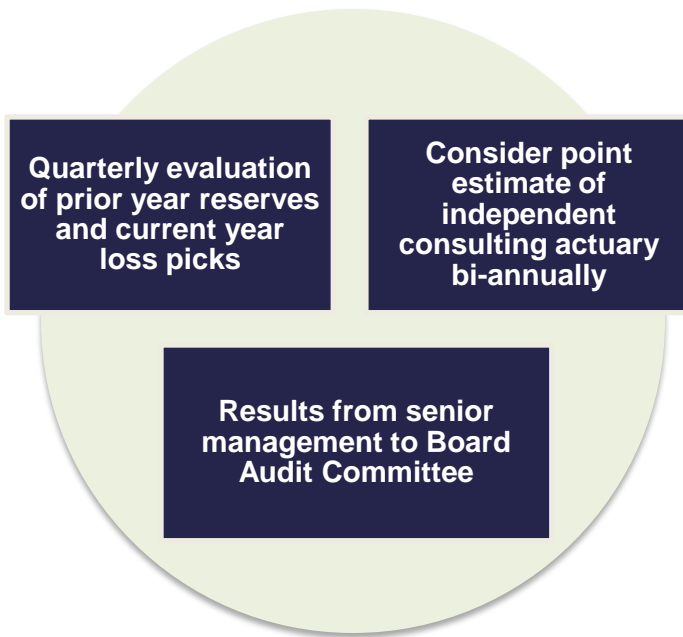 Quarterly evaluation
of prior year reserves
and current year
loss picks
Consider point
estimate of
independent
consulting actuary
bi-annually
Results from senior
management to Board
Audit Committee